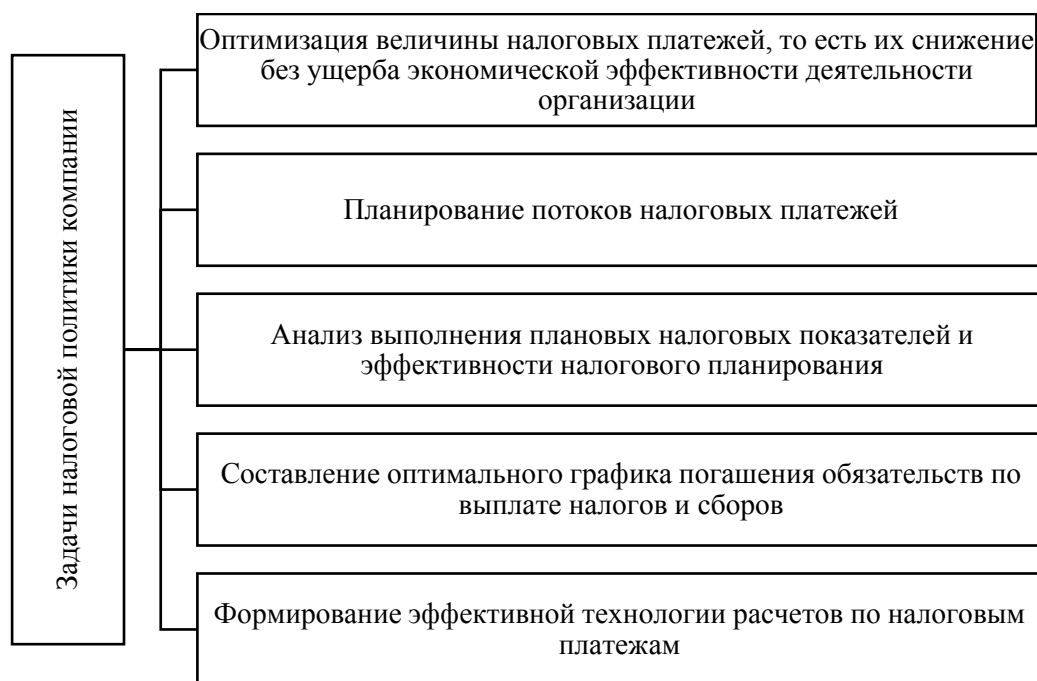 Задачи налоговой политики компании
Оптимизация величины налоговых платежей, то есть их снижение
без ущерба экономической эффективности деятельности
организации
Планирование потоков налоговых платежей
Анализ выполнения плановых налоговых показателей и
эффективности налогового планирования
Составление оптимального графика погашения обязательств по
выплате налогов и сборов
Формирование эффективной технологии расчетов по налоговым
платежам